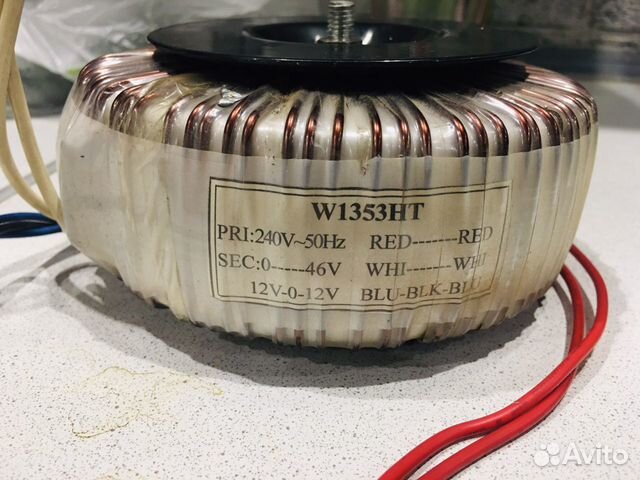 W1353HT
PRI:240V~50Hz RED-------RED
SEC:0-----46V WHI-------WHI
12V-0-12V BLU-BLK-BLU
Avito